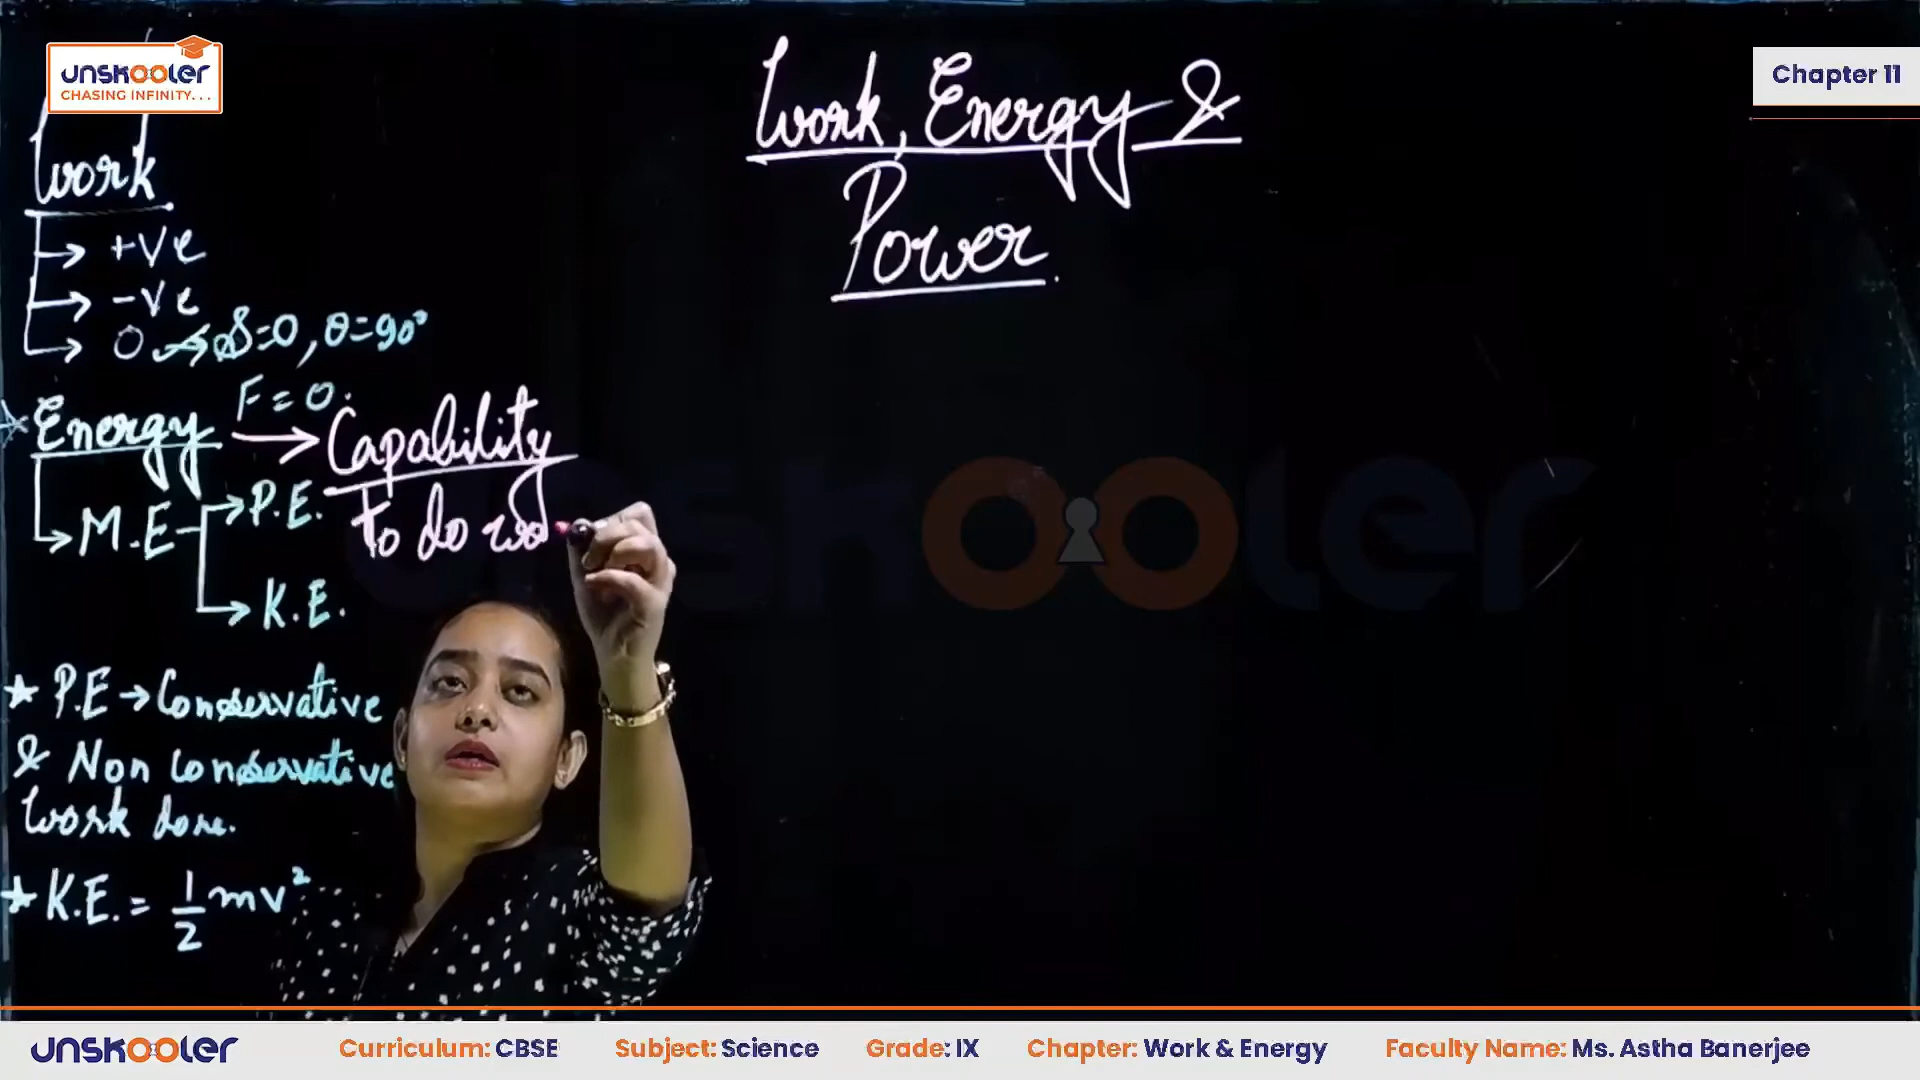 UNSKOOLER
CHASING INFINITY...
Chapter 11
Work, Energy &
Power.
Work
→ +ve
→ -ve
→ 0 → S=0, θ=90°
F=0.
Energy → Capability
to do wo
→ M.E → P.E.
→ K.E.
★ P.E → Conservative
& Non Conservative
Work done.
★ K.E. = 1/2 mv²
UNSKOOLER
UNSKOOLER
Curriculum: CBSE
Subject: Science
Grade: IX
Chapter: Work & Energy
Faculty Name: Ms. Astha Banerjee